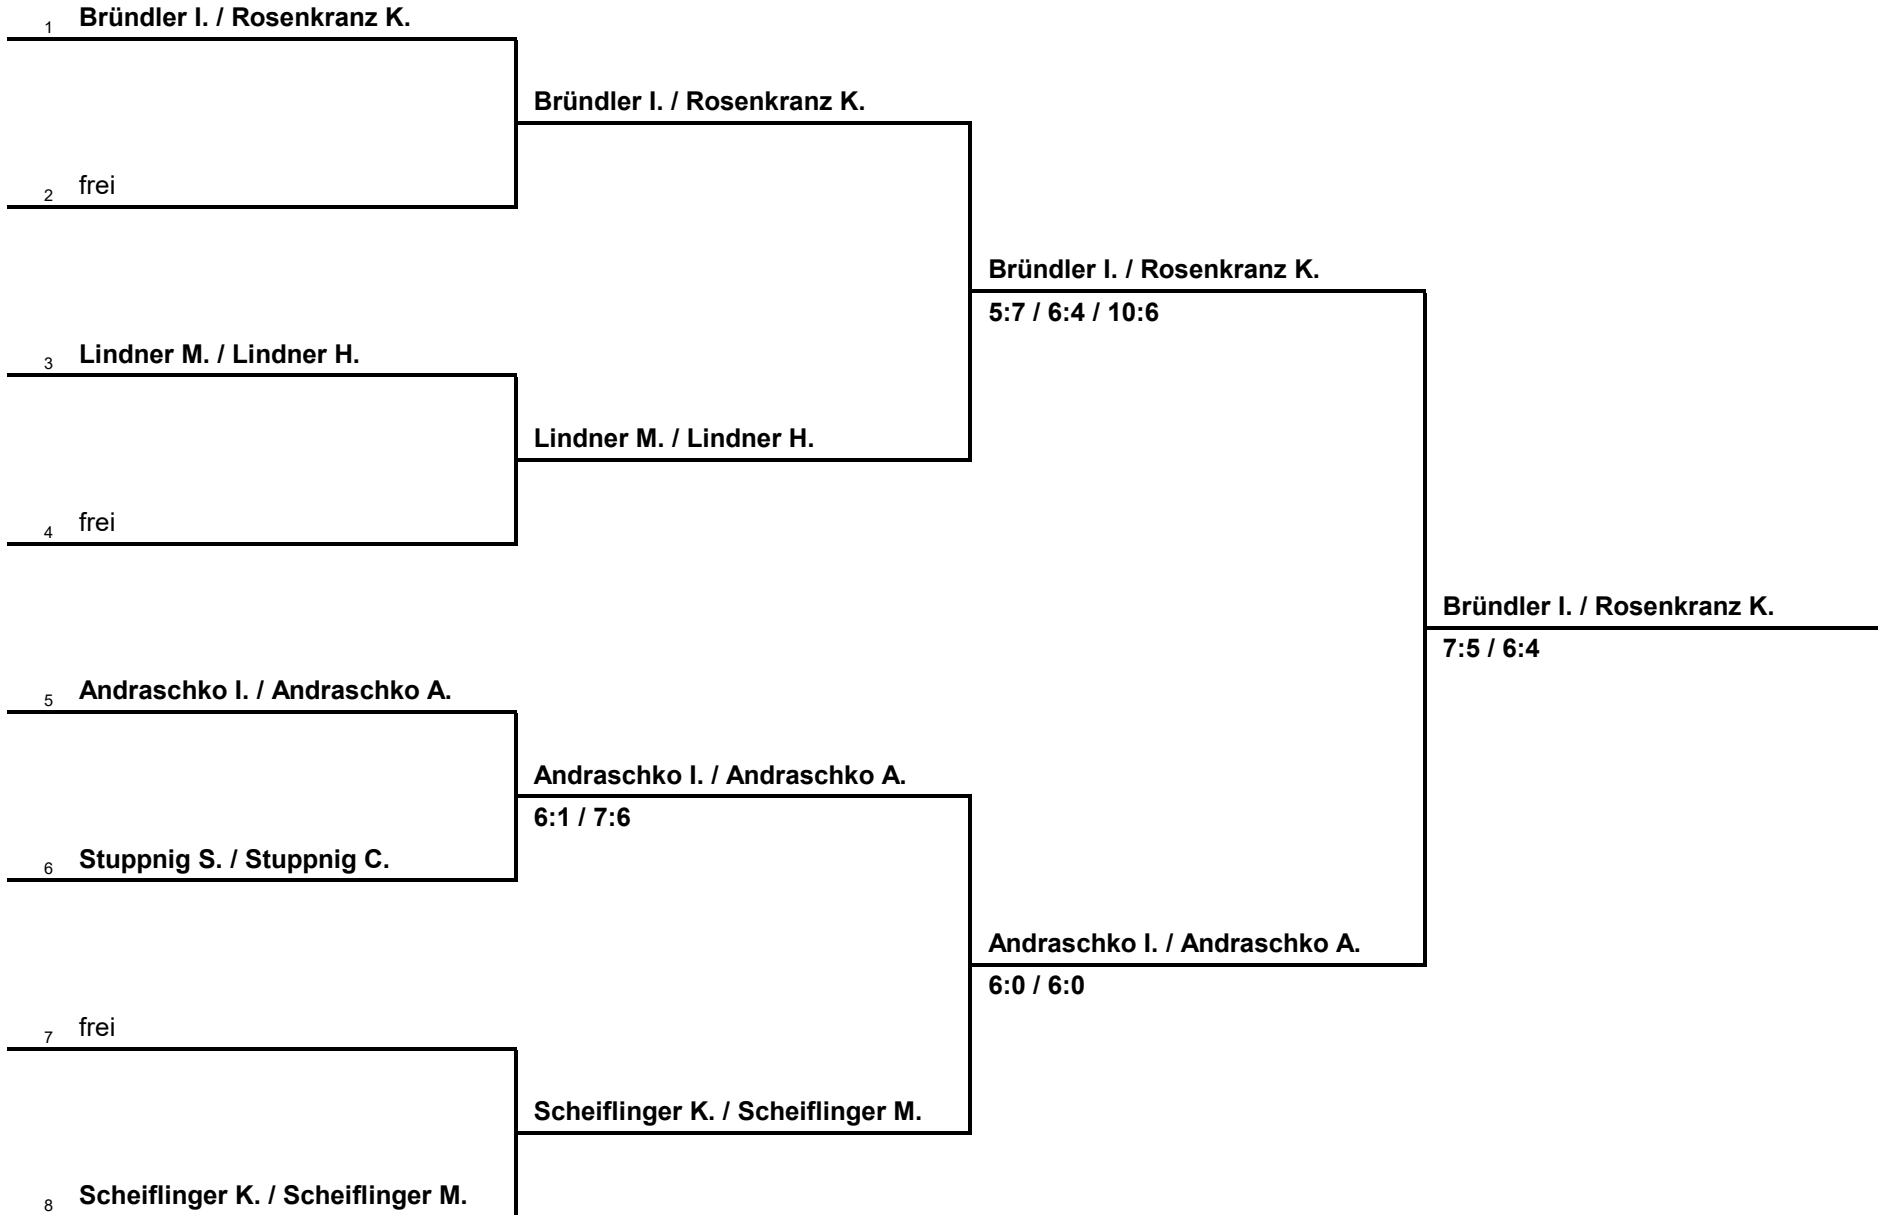 1 Bründler I. / Rosenkranz K.
Bründler I. / Rosenkranz K.
2 frei
Bründler I. / Rosenkranz K.
5:7 / 6:4 / 10:6
3 Lindner M. / Lindner H.
Lindner M. / Lindner H.
4 frei
Bründler I. / Rosenkranz K.
7:5 / 6:4
5 Andraschko I. / Andraschko A.
Andraschko I. / Andraschko A.
6:1 / 7:6
6 Stuppnig S. / Stuppnig C.
Andraschko I. / Andraschko A.
6:0 / 6:0
7 frei
Scheiflinger K. / Scheiflinger M.
8 Scheiflinger K. / Scheiflinger M.